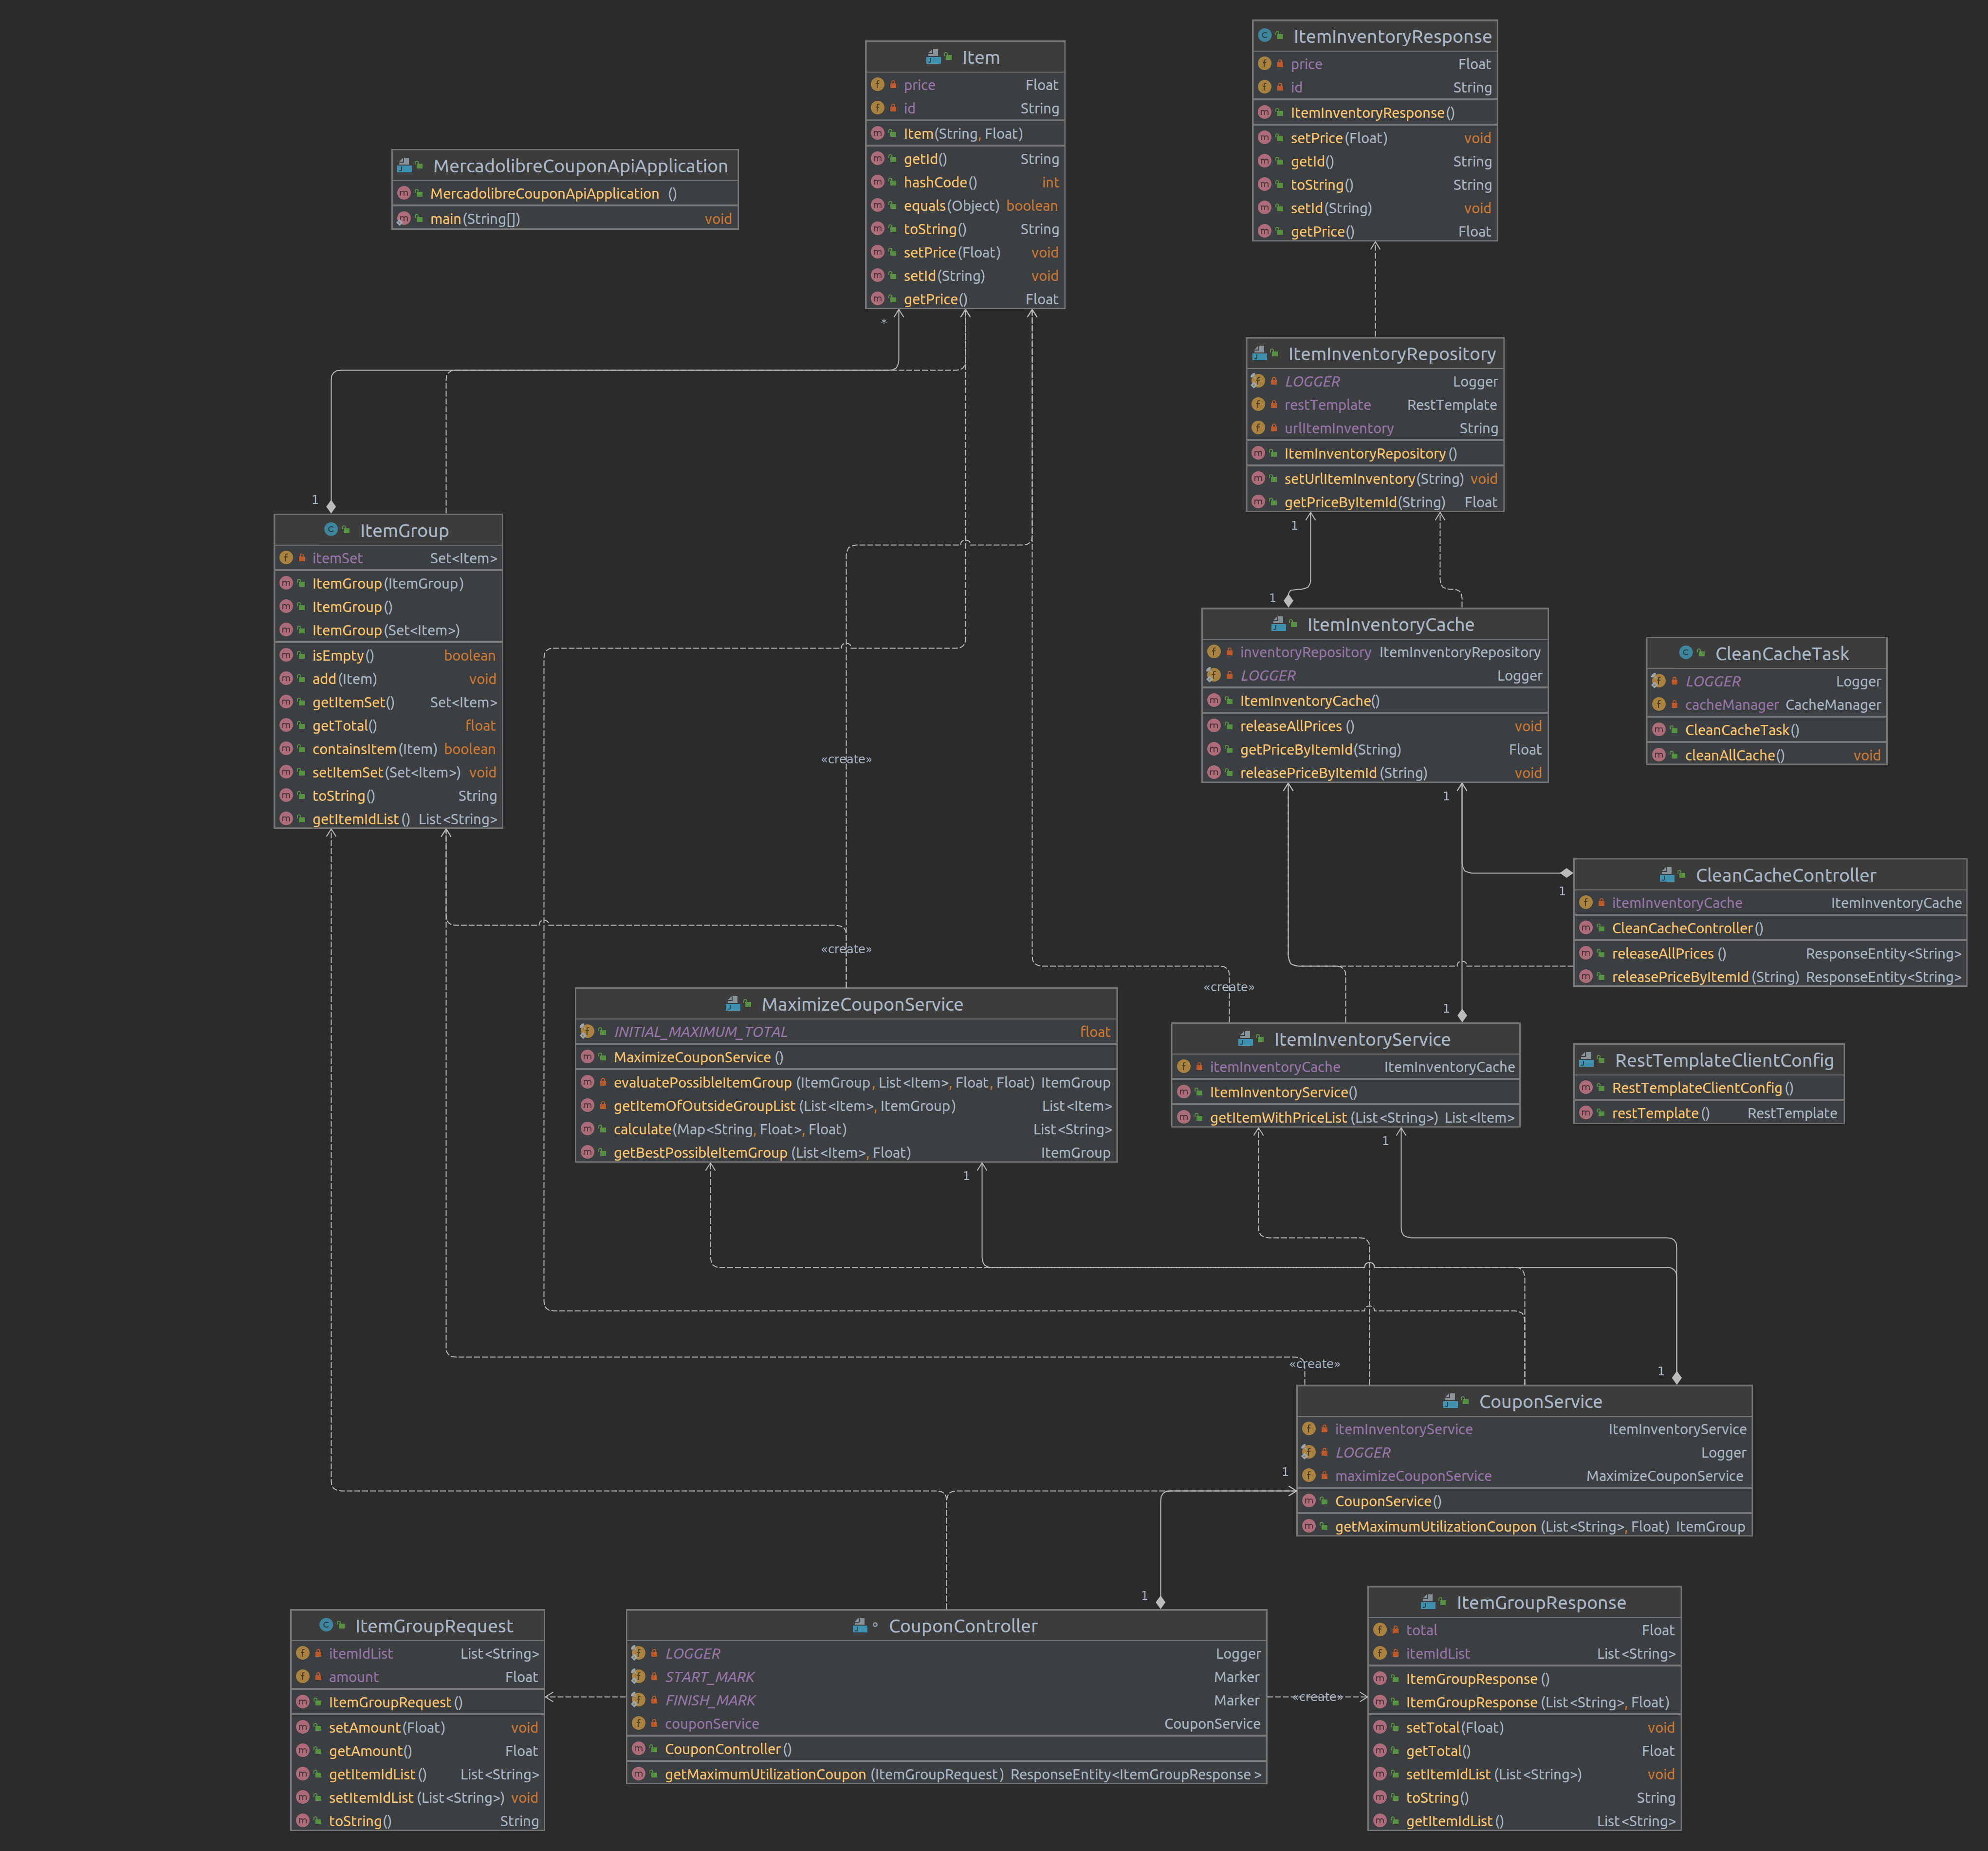 Item
price Float
id String
Item(String, Float)
getId() String
hashCode() int
equals(Object) boolean
toString() String
setPrice(Float) void
setId(String) void
getPrice() Float
*
ItemInventoryResponse
price Float
id String
ItemInventoryResponse()
setPrice(Float) void
getId() String
toString() String
setId(String) void
getPrice() Float
MercadolibreCouponApiApplication
MercadolibreCouponApiApplication ()
main(String[]) void
ItemInventoryRepository
LOGGER Logger
restTemplate RestTemplate
urlItemInventory String
ItemInventoryRepository()
setUrlItemInventory(String) void
getPriceByItemId(String) Float
1
1
1
ItemGroup
itemSet Set<Item>
ItemGroup(ItemGroup)
ItemGroup()
ItemGroup(Set<Item>)
isEmpty() boolean
add(Item) void
getItemSet() Set<Item>
getTotal() float
containsItem(Item) boolean
setItemSet(Set<Item>) void
toString() String
getItemIdList() List<String>
ItemInventoryCache
inventoryRepository ItemInventoryRepository
LOGGER Logger
ItemInventoryCache()
releaseAllPrices () void
getPriceByItemId(String) Float
releasePriceByItemId (String) void
1
CleanCacheTask
LOGGER Logger
cacheManager CacheManager
CleanCacheTask()
cleanAllCache() void
«create»
«create»
«create»
CleanCacheController
itemInventoryCache ItemInventoryCache
CleanCacheController()
releaseAllPrices () ResponseEntity<String>
releasePriceByItemId (String) ResponseEntity<String>
1
1
MaximizeCouponService
INITIAL_MAXIMUM_TOTAL float
MaximizeCouponService ()
evaluatePossibleItemGroup (ItemGroup, List<Item>, Float, Float) ItemGroup
getItemOfOutsideGroupList (List<Item>, ItemGroup) List<Item>
calculate(Map<String, Float>, Float) List<String>
getBestPossibleItemGroup (List<Item>, Float) ItemGroup
1
ItemInventoryService
itemInventoryCache ItemInventoryCache
ItemInventoryService()
getItemWithPriceList (List<String>) List<Item>
1
RestTemplateClientConfig
RestTemplateClientConfig()
restTemplate() RestTemplate
«create»
1
CouponService
itemInventoryService ItemInventoryService
LOGGER Logger
maximizeCouponService MaximizeCouponService
CouponService()
getMaximumUtilizationCoupon (List<String>, Float) ItemGroup
1
1
ItemGroupRequest
itemIdList List<String>
amount Float
ItemGroupRequest()
setAmount(Float) void
getAmount() Float
getItemIdList() List<String>
setItemIdList(List<String>) void
toString() String
CouponController
LOGGER Logger
START_MARK Marker
FINISH_MARK Marker
couponService CouponService
CouponController()
getMaximumUtilizationCoupon (ItemGroupRequest) ResponseEntity<ItemGroupResponse>
«create»
ItemGroupResponse
total Float
itemIdList List<String>
ItemGroupResponse()
ItemGroupResponse(List<String>, Float)
setTotal(Float) void
getTotal() Float
setItemIdList(List<String>) void
toString() String
getItemIdList() List<String>